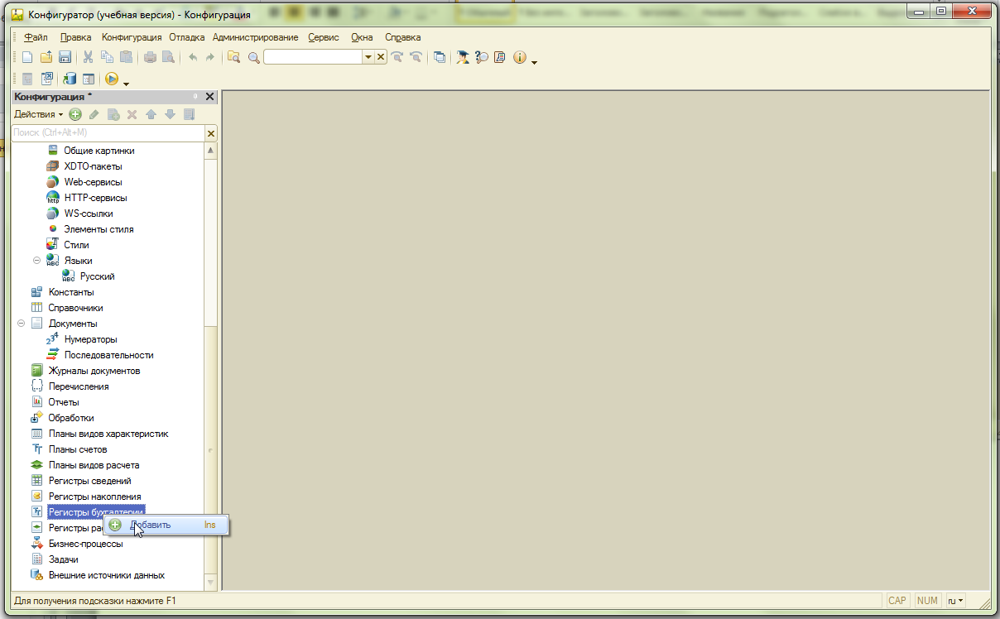 Конфигуратор (учебная версия) - Конфигурация
Файл Правка Конфигурация Отладка Администрирование Сервис Окна Справка
Конфигурация *
Действия
Поиск (Ctrl+Alt+M)
Общие картинки
XDTO-пакеты
Web-сервисы
HTTP-сервисы
WS-ссылки
Элементы стиля
Стили
Языки
Русский
Константы
Справочники
Документы
Нумераторы
Последовательности
Журналы документов
Перечисления
Отчеты
Обработки
Планы видов характеристик
Планы счетов
Планы видов расчета
Регистры сведений
Регистры накопления
Регистры бухгалтерии
Добавить Ins
Регистры
Бизнес-процессы
Задачи
Внешние источники данных
Для получения подсказки нажмите F1
CAP NUM ru